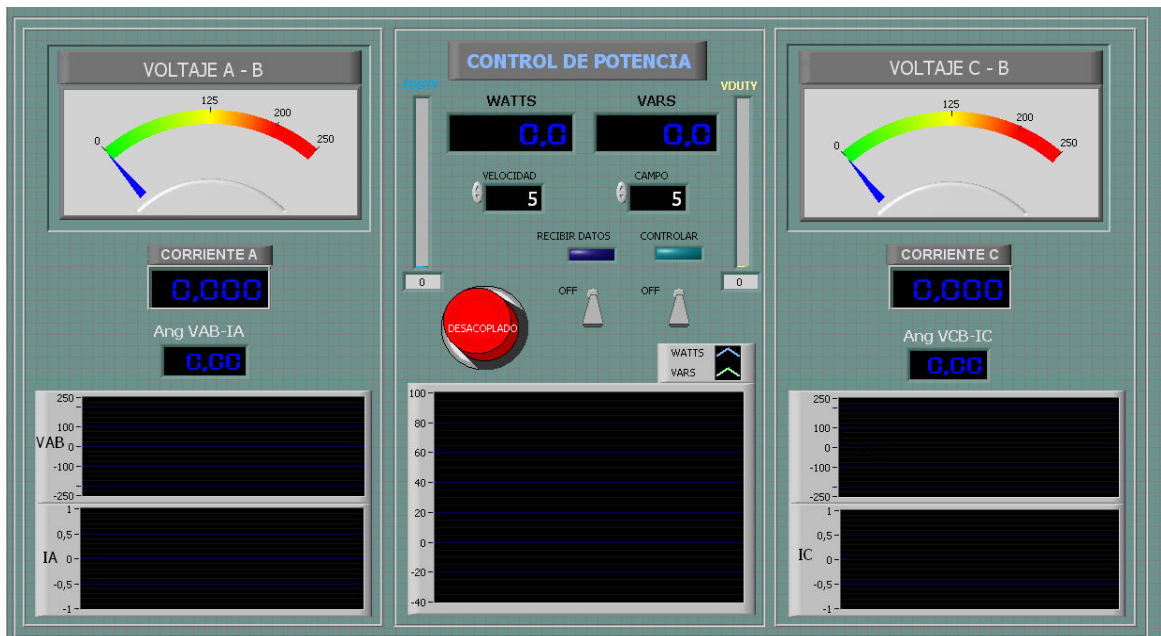 VOLTAJE A - B
0
125
200
250
CORRIENTE A
0,000
Ang VAB-IA
0,00
VAB
250
100
0
-100
-250
IA
1
0,5
0
-0,5
-1
CONTROL DE POTENCIA
VDUTY
WATTS
VARS
0,0
0,0
VELOCIDAD
CAMPO
5
5
RECIBIR DATOS
CONTROLAR
0
0
OFF
OFF
DESACOPLADO
WATTS
VARS
100
80
60
40
20
0
-20
-40
VOLTAJE C - B
0
125
200
250
CORRIENTE C
0,000
Ang VCB-IC
0,00
250
100
0
-100
-250
IC
1
0,5
0
-0,5
-1